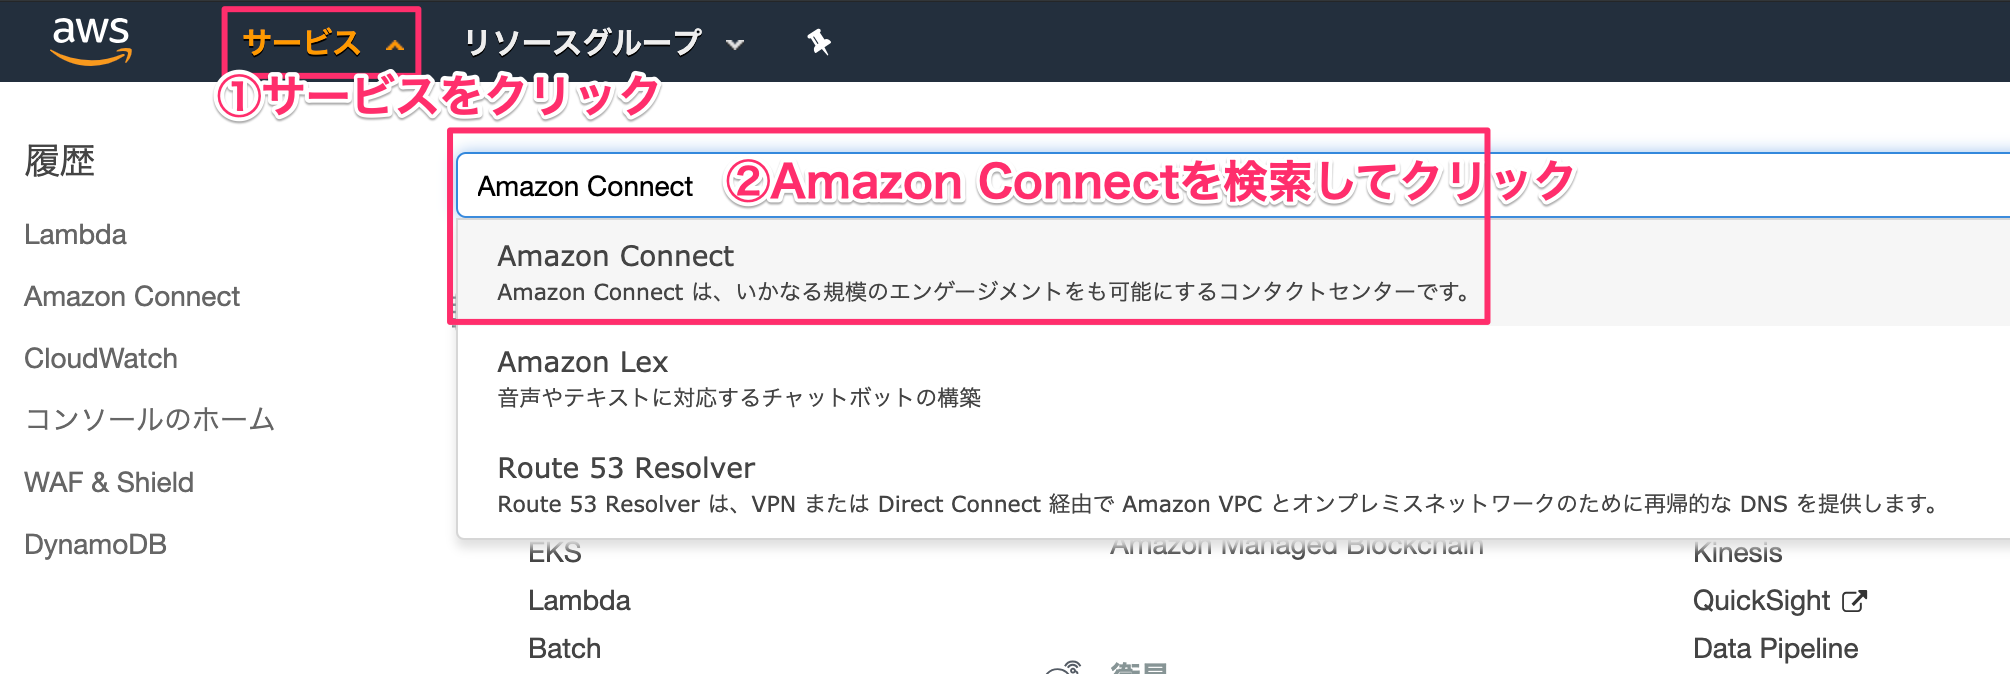 aws
サービス
リソースグループ
①サービスをクリック
履歴
Lambda
Amazon Connect
CloudWatch
コンソールのホーム
WAF & Shield
DynamoDB
Amazon Connect
②Amazon Connectを検索してクリック
Amazon Connect
Amazon Connect は、いかなる規模のエンゲージメントをも可能にするコンタクトセンターです。
Amazon Lex
音声やテキストに対応するチャットボットの構築
Route 53 Resolver
Route 53 Resolver は、VPN または Direct Connect 経由で Amazon VPC とオンプレミスネットワークのために再帰的な DNS を提供します。
EKS
Lambda
Batch
Amazon Managed Blockchain
衛星
Kinesis
QuickSight
Data Pipeline